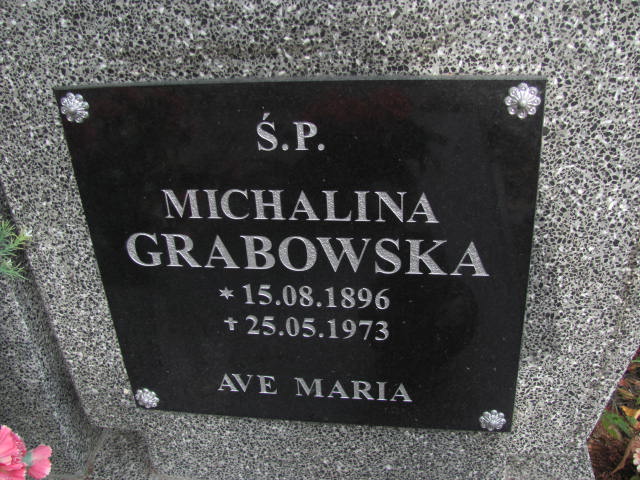 Ś.P.
MICHALINA
GRABOWSKA
* 15.08.1896
✝ 25.05.1973
AVE MARIA